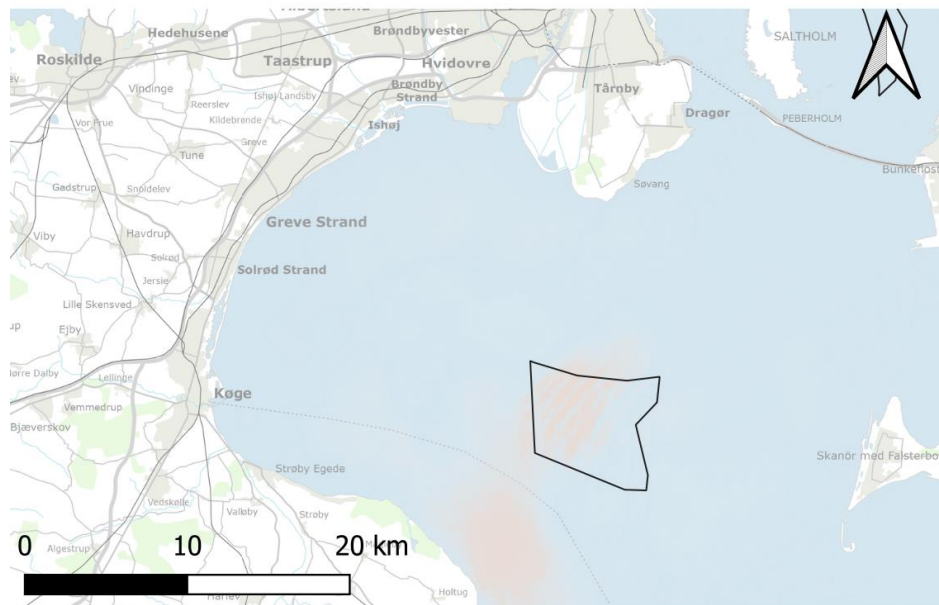 Hedehusene
Brøndbyvester
SALTHOLM
Roskilde
Taastrup
Hvidovre
Vindinge
Reerslev
Ishøj Landsby
Brøndby
Strand
Tårnby
Kildebrønde
Dragør
PEBERHOLM
Vor Frue
Ishøj
Greve
Tune
Gadstrup
Snoldelev
Søvang
Greve Strand
Viby
Havdrup
Solrød
Solrød Strand
Jersie
Lille Skensved
Ejby
Lellinge
Køge
Vemmedrup
Bjæverskov
Strøby Egede
Skanör med Falsterbo
Vedskølle
Valløby
Strøby
0 10 20 km
Algestrup
Holtug